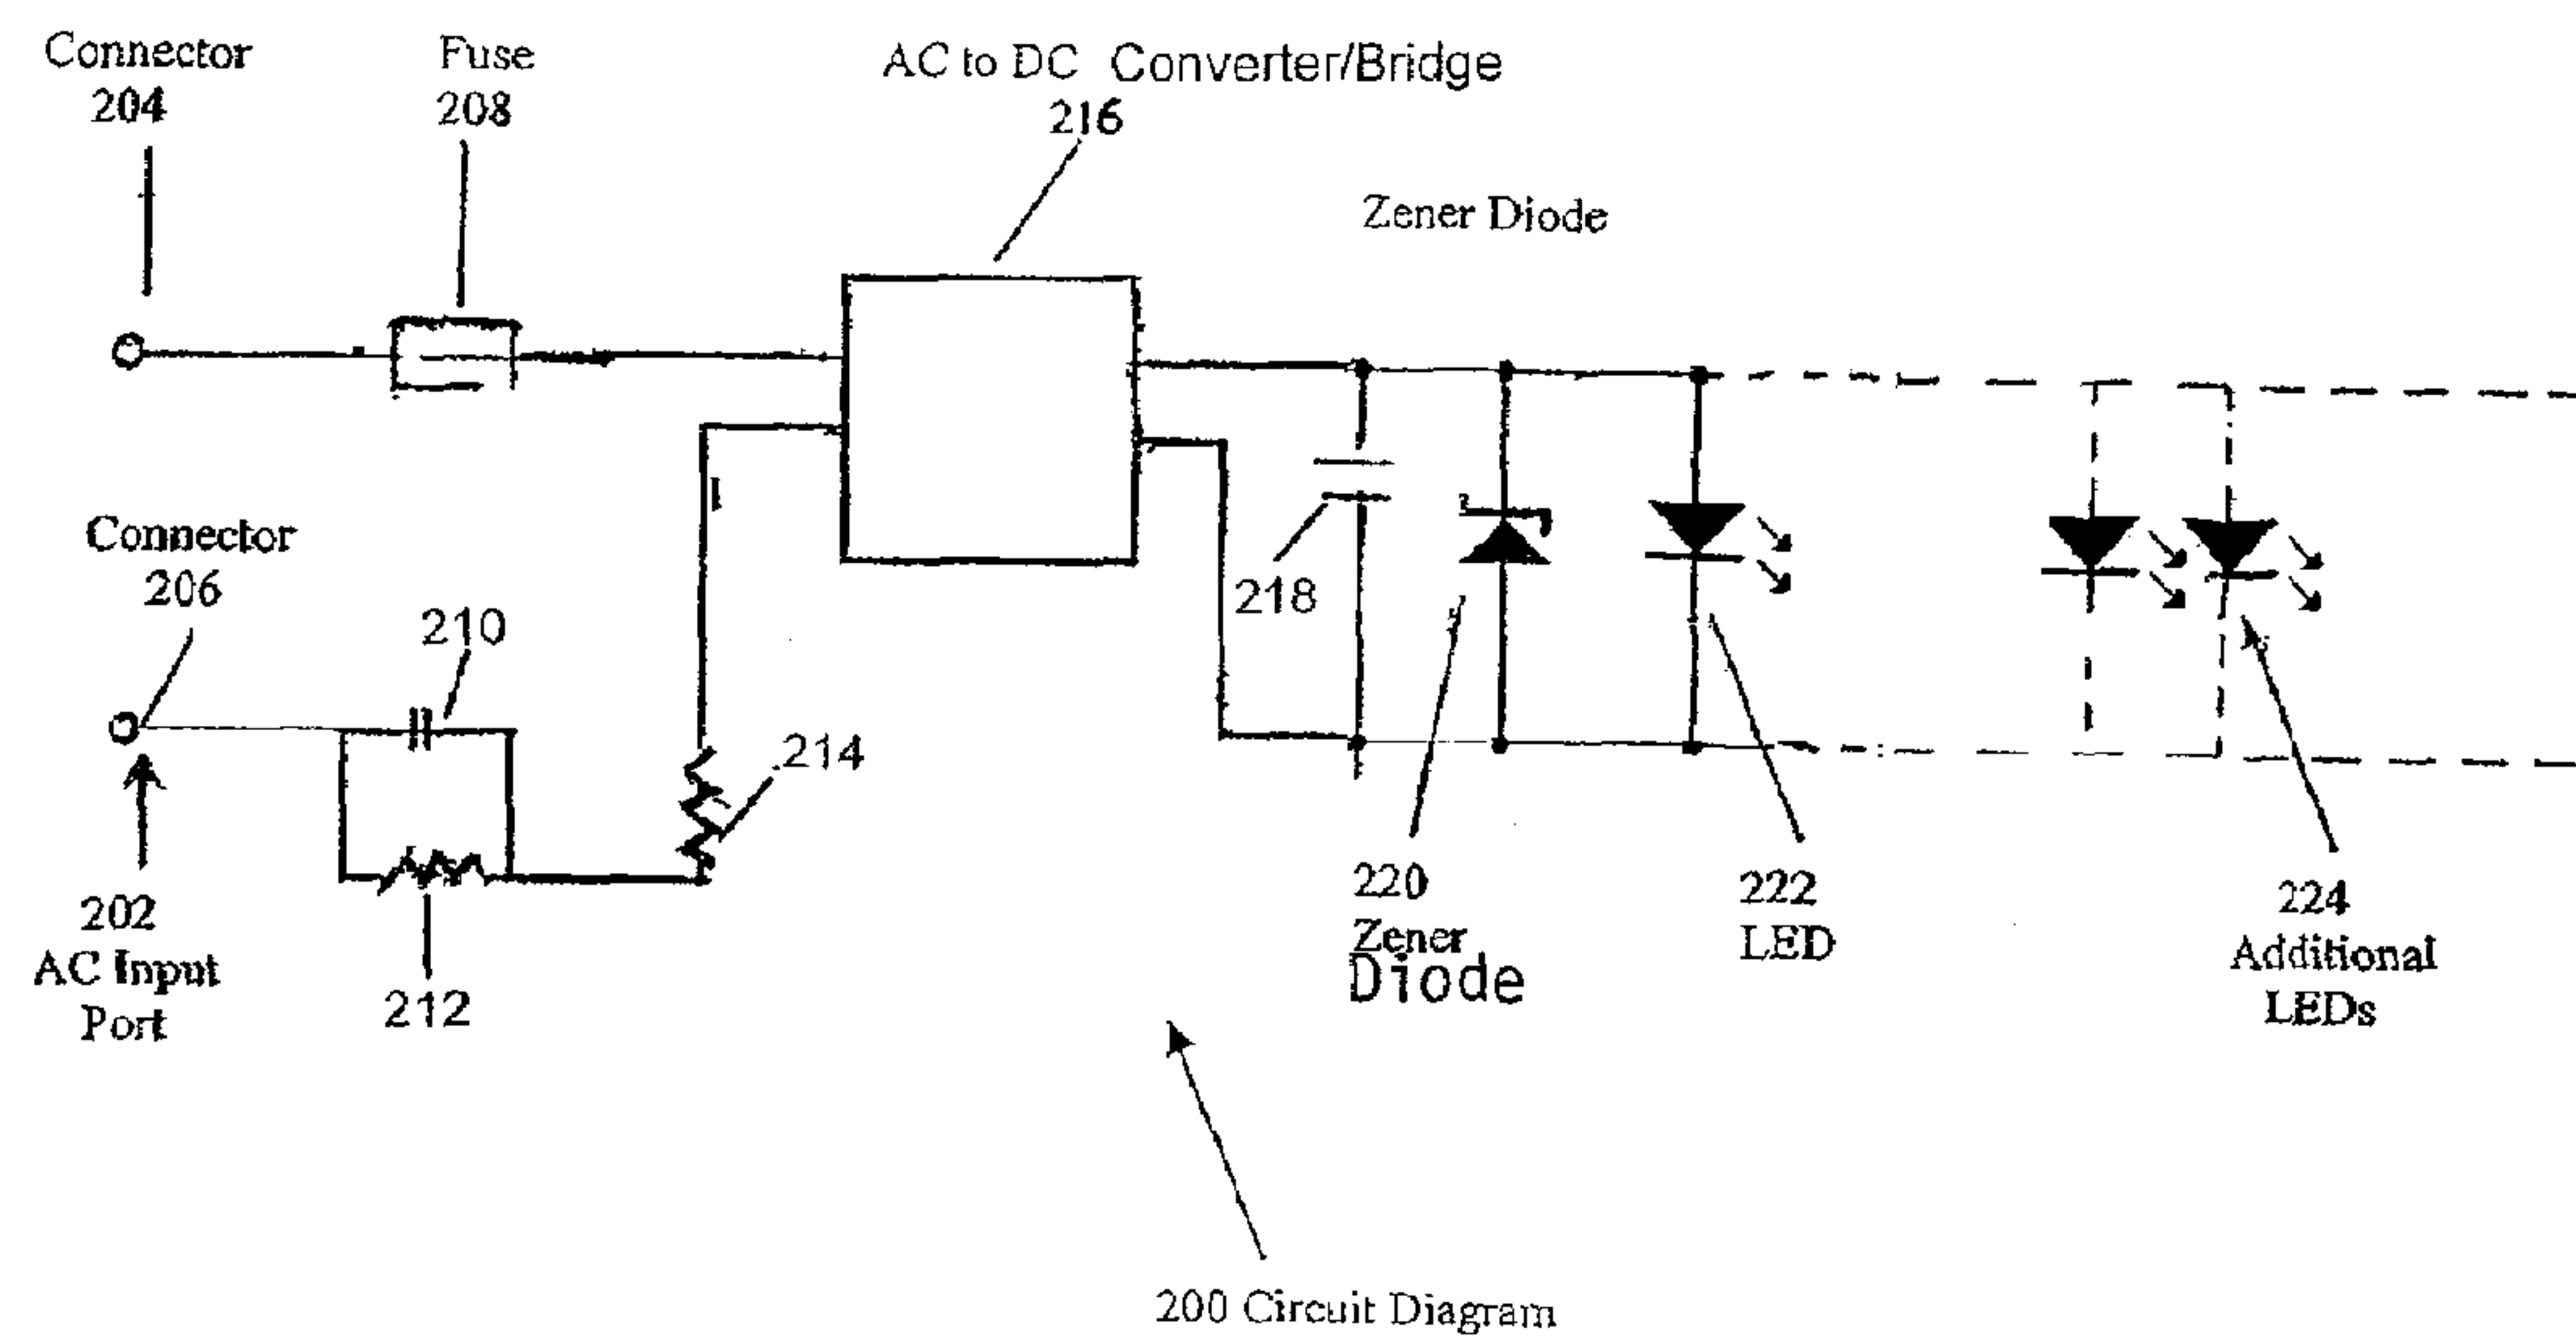 Connector
204
Fuse
208
AC to DC Converter/Bridge
216
Zener Diode
Connector
206
210
218
214
202
AC Input
Port
212
220
Zener
Diode
222
LED
224
Additional
LEDs
200 Circuit Diagram